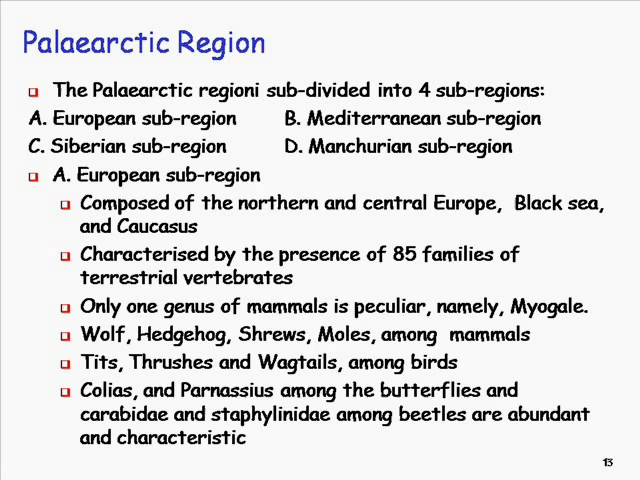 Palaearctic Region
The Palaearctic regioni sub-divided into 4 sub-regions:
A. European sub-region B. Mediterranean sub-region
C. Siberian sub-region D. Manchurian sub-region
A. European sub-region
Composed of the northern and central Europe, Black sea,
and Caucasus
Characterised by the presence of 85 families of
terrestrial vertebrates
Only one genus of mammals is peculiar, namely, Myogale.
Wolf, Hedgehog, Shrews, Moles, among mammals
Tits, Thrushes and Wagtails, among birds
Colias, and Parnassius among the butterflies and
carabidae and staphylinidae among beetles are abundant
and characteristic
13